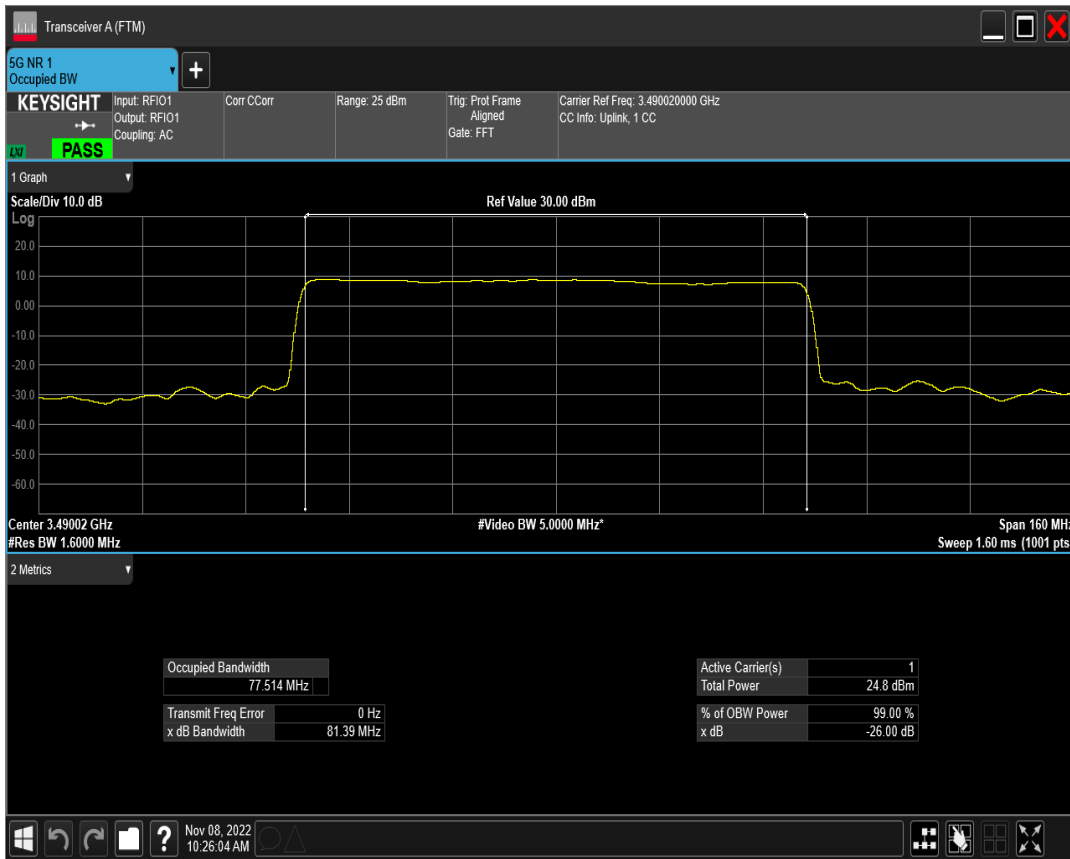 Transceiver A (FTM)
5G NR 1
Occupied BW
+
KEYSIGHT
LXI
PASS
Input: RFIO1
Output: RFIO1
Coupling: AC
Corr CCorr
Range: 25 dBm
Trig: Prot Frame
Aligned
Gate: FFT
Carrier Ref Freq: 3.490020000 GHz
CC Info: Uplink, 1 CC
1 Graph
Scale/Div 10.0 dB
Ref Value 30.00 dBm
Log
20.0
10.0
0.00
-10.0
-20.0
-30.0
-40.0
-50.0
-60.0
Center 3.49002 GHz
#Video BW 5.0000 MHz*
Span 160 MHz
#Res BW 1.6000 MHz
Sweep 1.60 ms (1001 pts
2 Metrics
Occupied Bandwidth
77.514 MHz
Transmit Freq Error 0 Hz
x dB Bandwidth 81.39 MHz
Active Carrier(s) 1
Total Power 24.8 dBm
% of OBW Power 99.00 %
x dB -26.00 dB
?
Nov 08, 2022
10:26:04 AM